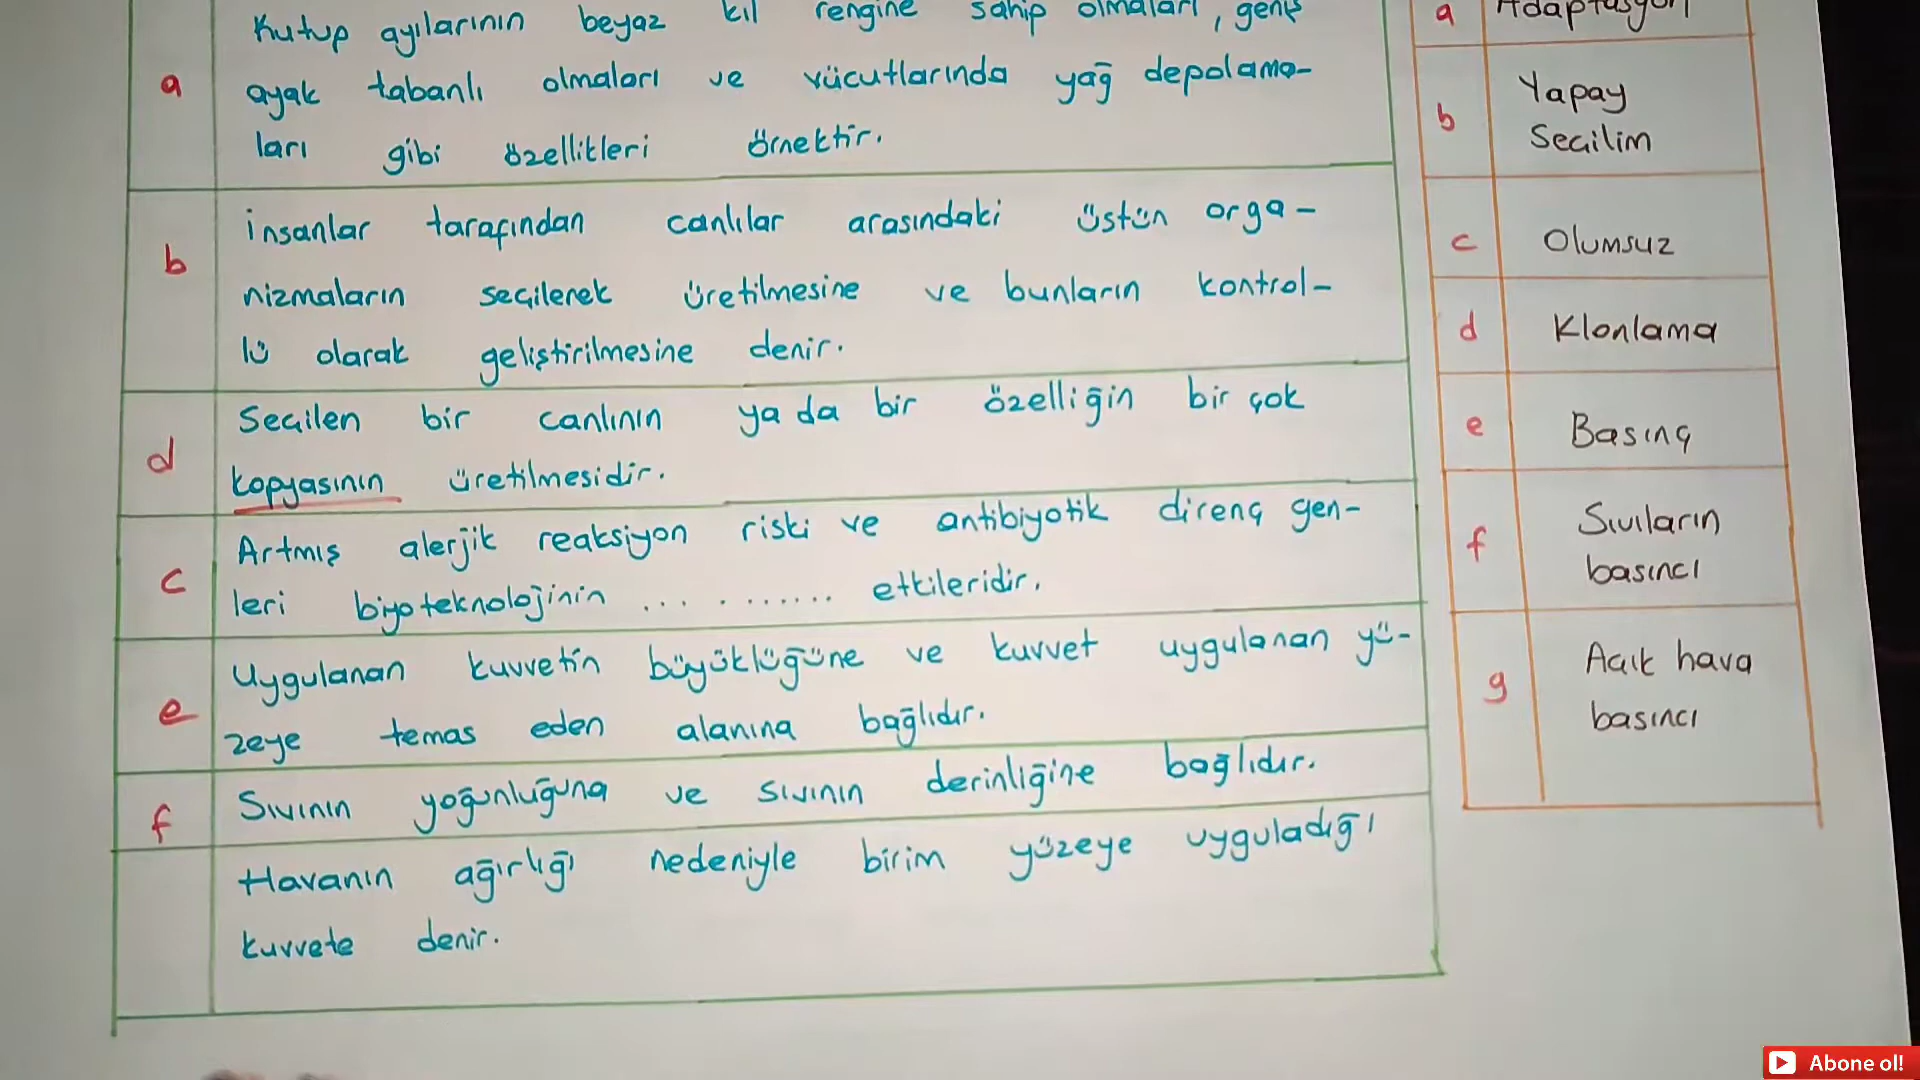 Kutup ayılarının beyaz kıl rengine sahip olmaları, geniş
a ayak tabanlı olmaları ve vücutlarında yağ depolama-
ları gibi özellikleri örnektir.
b İnsanlar tarafından canlılar arasındaki üstün orga-
nizmaların seçilerek üretilmesine ve bunların kontrol-
lü olarak geliştirilmesine denir.
d Seçilen bir canlının ya da bir özelliğin bir çok
kopyasının üretilmesidir.
c Artmış alerjik reaksiyon riski ve antibiyotik direnç gen-
leri biyoteknolojinin ... . ...... etkileridir.
e Uygulanan kuvvetin büyüklüğüne ve kuvvet uygulanan yü-
zeye temas eden alanına bağlıdır.
f Sıvının yoğunluğuna ve sıvının derinliğine bağlıdır.
Havanın ağırlığı nedeniyle birim yüzeye uyguladığı
kuvvete denir.
a Adaptasyon
b Yapay
Seçilim
c Olumsuz
d Klonlama
e Basınç
f Sıvıların
basıncı
g Açık hava
basıncı
Abone ol!